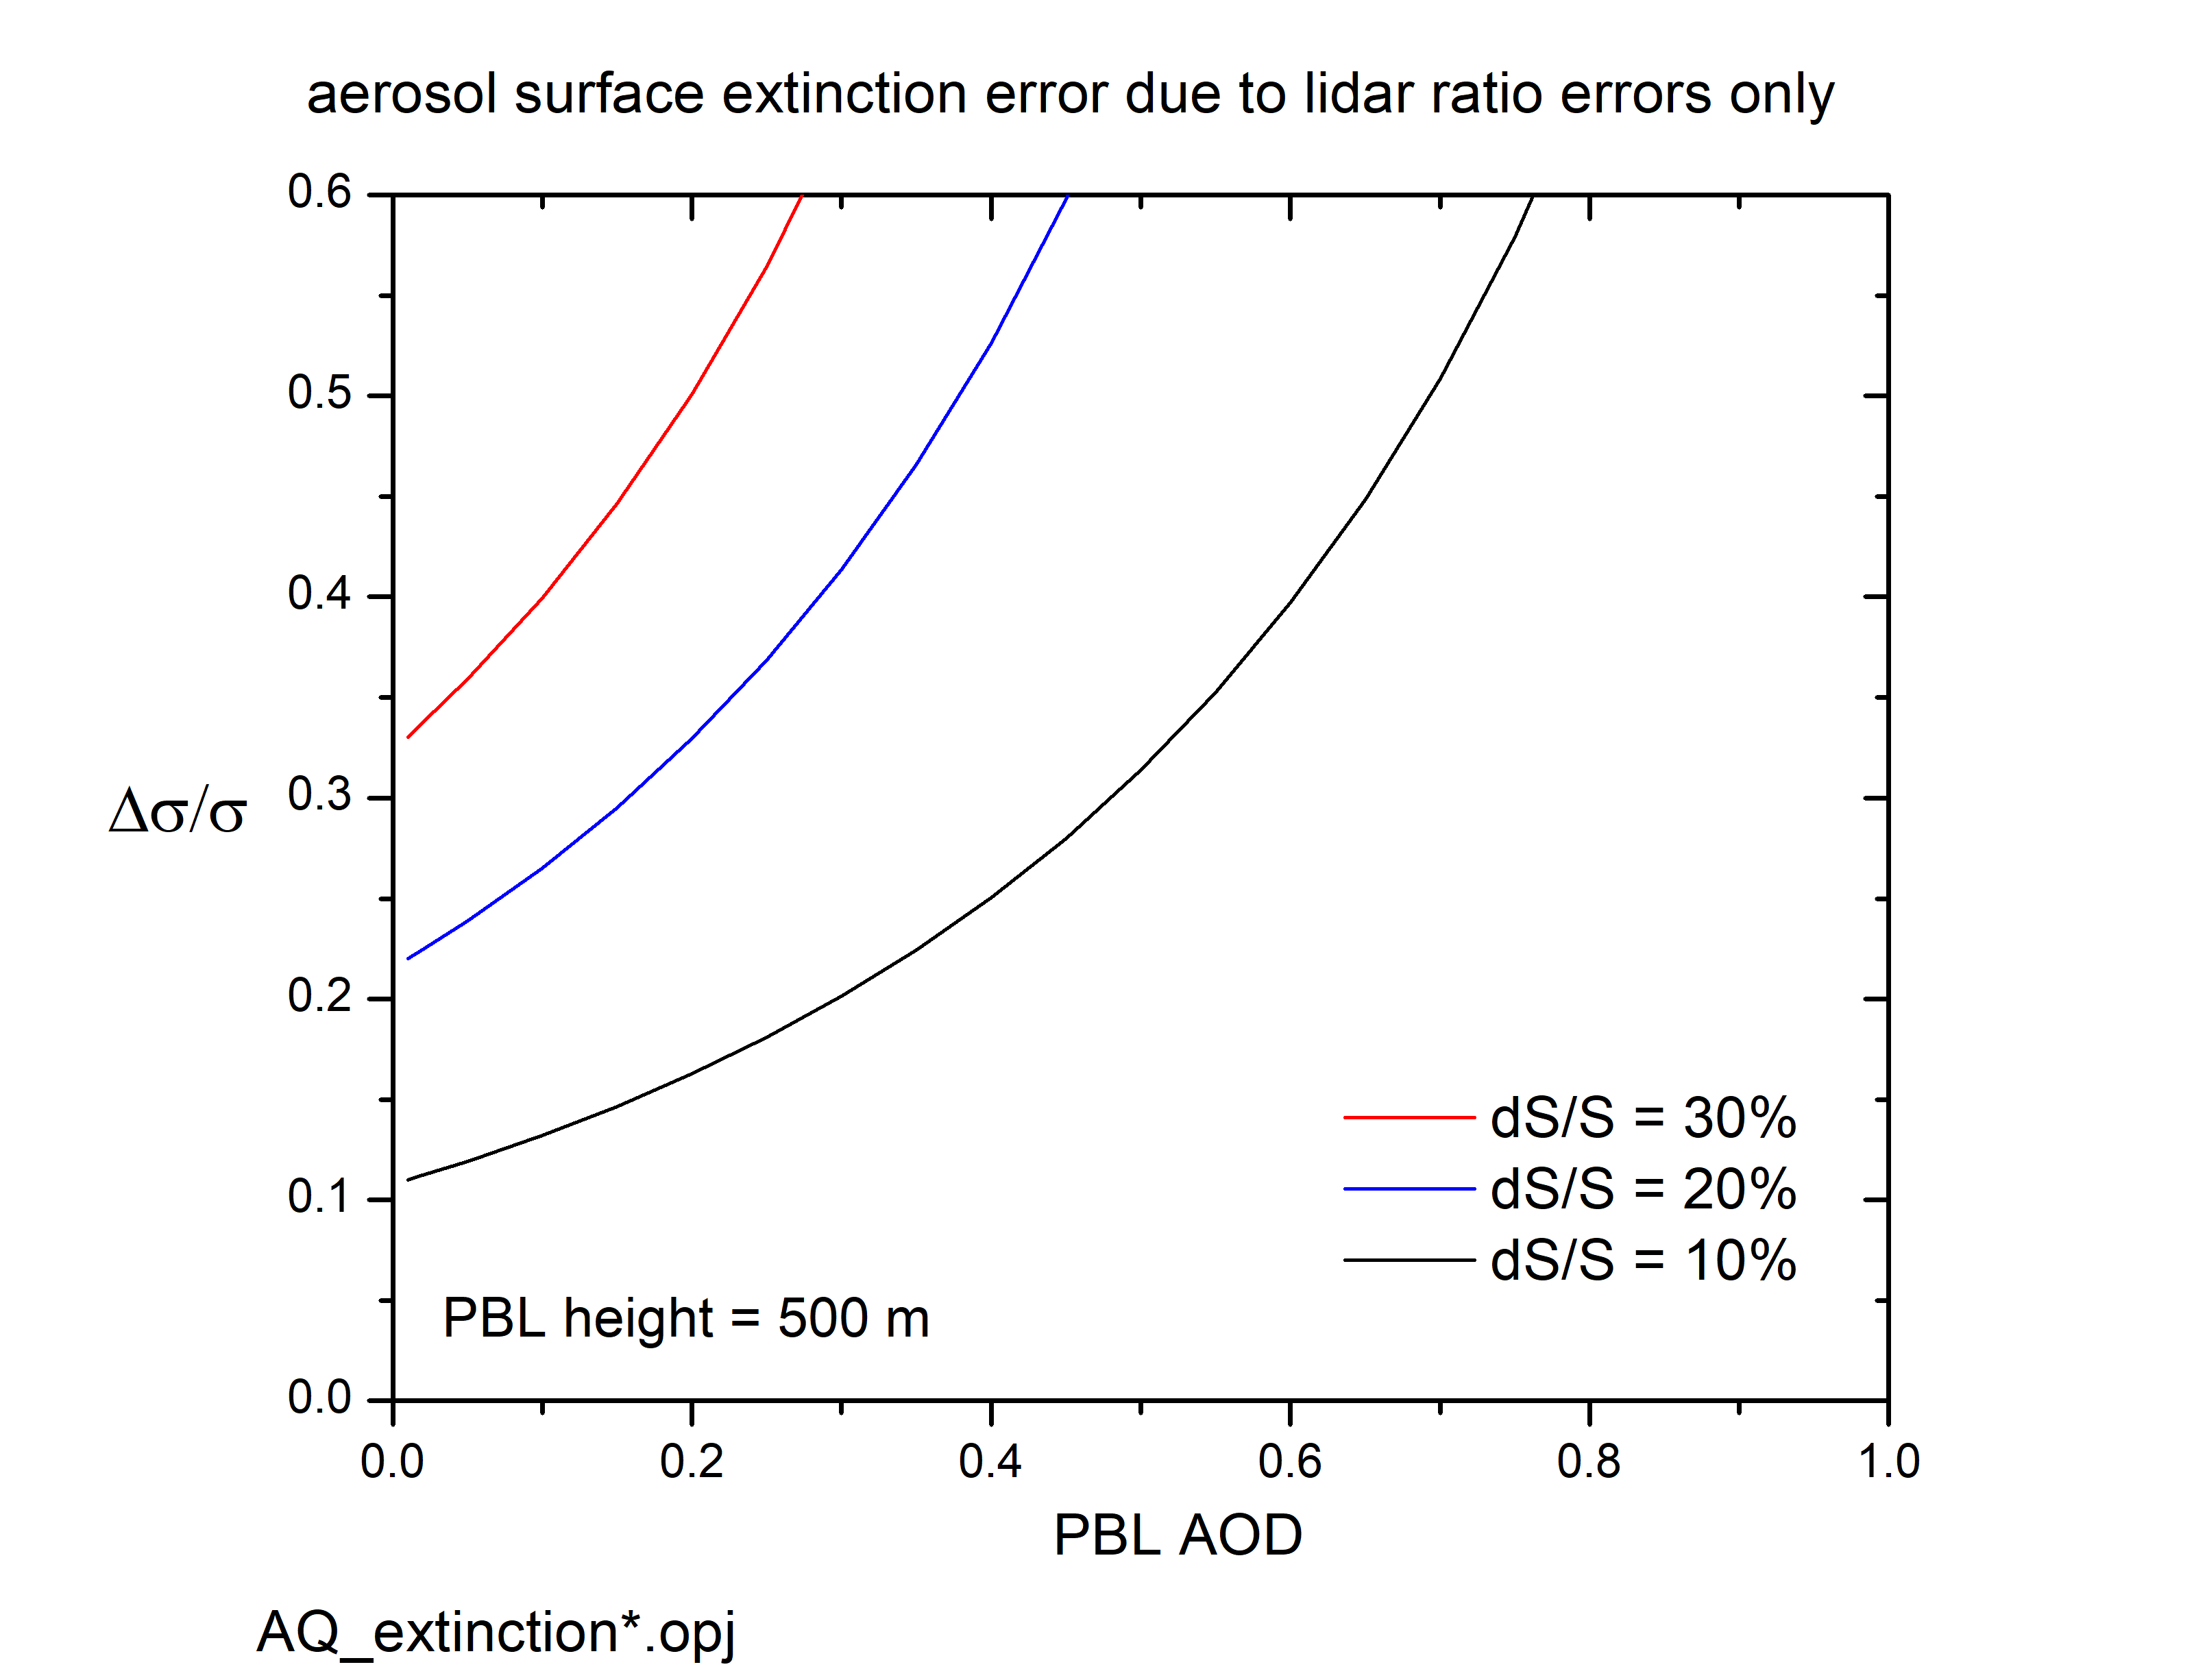 aerosol surface extinction error due to lidar ratio errors only
0.6
0.5
0.4
0.3
0.2
0.1
0.0
Δσ/σ
dS/S = 30%
dS/S = 20%
dS/S = 10%
PBL height = 500 m
0.0 0.2 0.4 0.6 0.8 1.0
PBL AOD
AQ_extinction*.opj